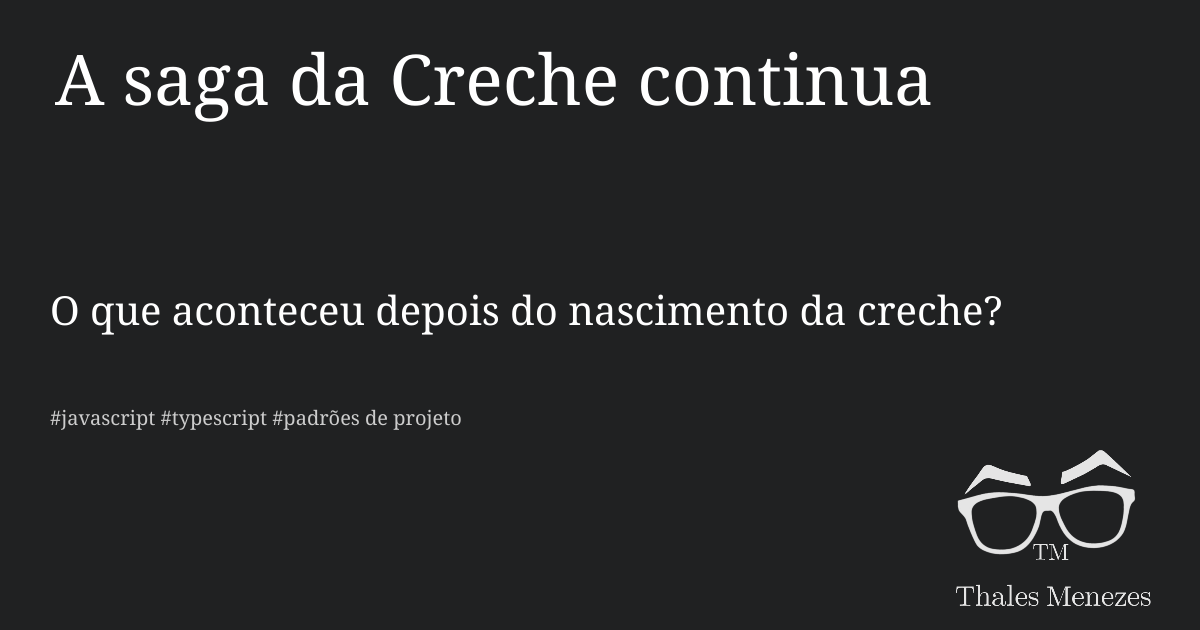 A saga da Creche continua
O que aconteceu depois do nascimento da creche?
#javascript #typescript #padrões de projeto
TM
Thales Menezes